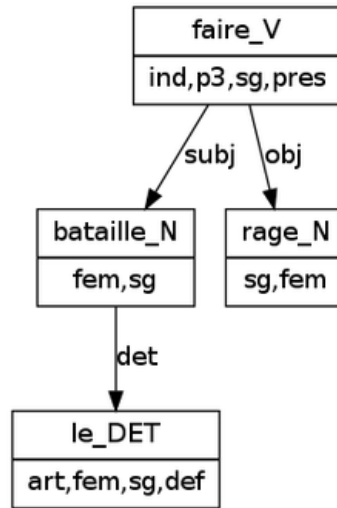 faire_V
ind,p3,sg,pres
subj
obj
bataille_N
fem,sg
rage_N
sg,fem
det
le_DET
art,fem,sg,def